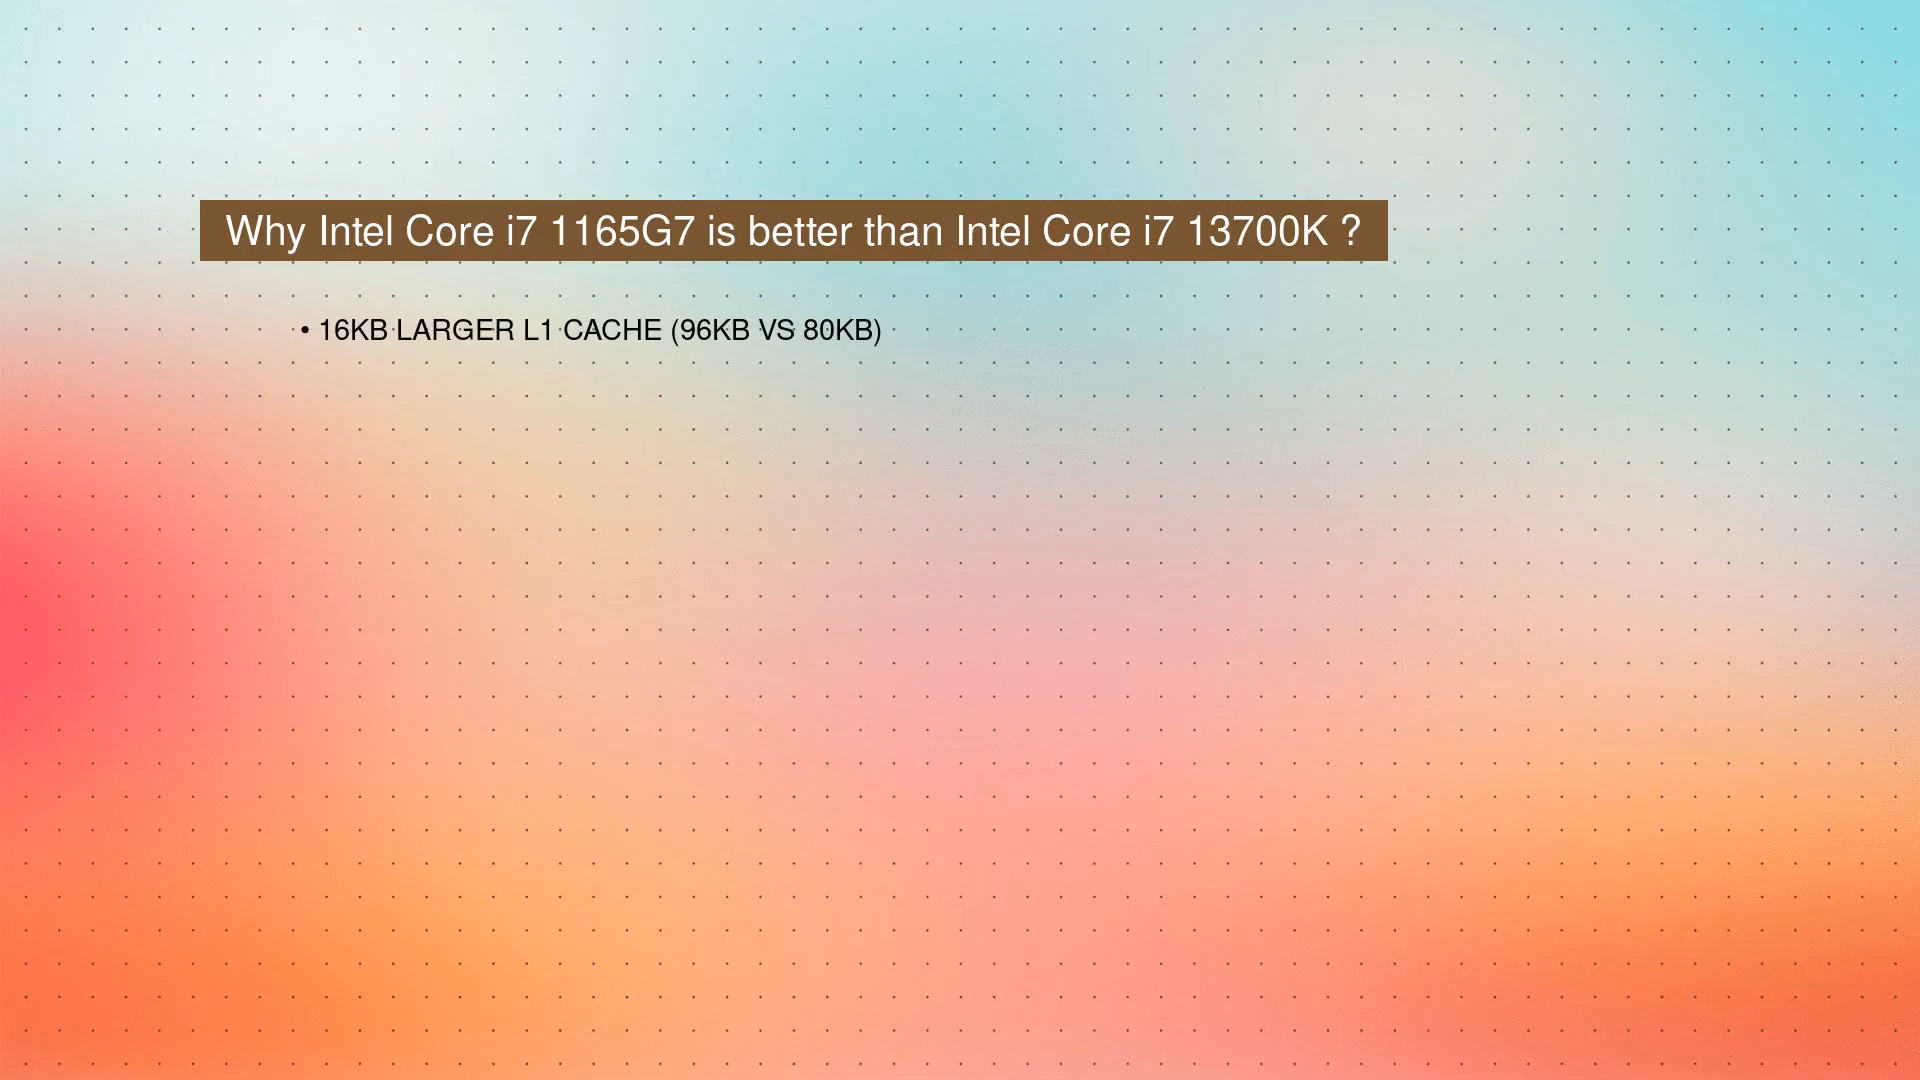 Why Intel Core i7 1165G7 is better than Intel Core i7 13700K ?
• 16KB LARGER L1 CACHE (96KB VS 80KB)